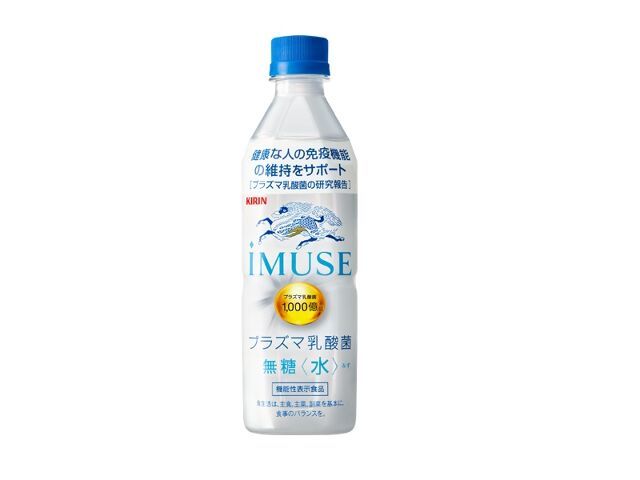 健康な人の免疫機能
の維持をサポート
[プラズマ乳酸菌の研究報告]
KIRIN
iMUSE
プラズマ乳酸菌
1,000億個
プラズマ乳酸菌
無糖〈水〉みず
機能性表示食品
食生活は、主食、主菜、副菜を基本に、
食事のバランスを。